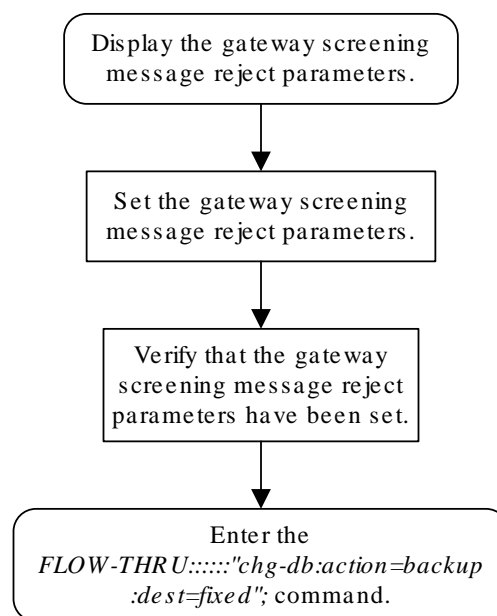 Display the gateway screening
message reject parameters.
Set the gateway screening
message reject parameters.
Verify that the gateway
screening message reject
parameters have been set.
Enter the
FLOW-THRU::::::"chg-db:action=backup
:dest=fixed"; command.